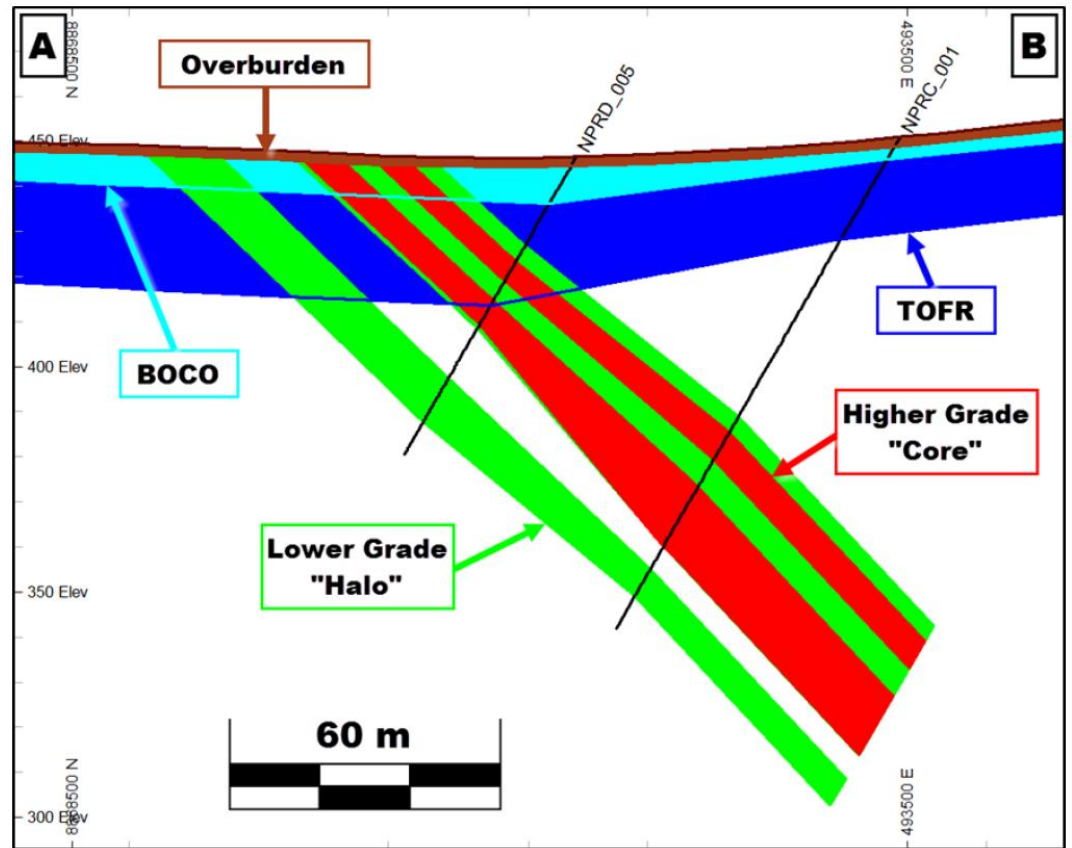 A
8868500 N
Overburden
NPRD_005
NPRC_001
493500 E
B
450 Elev
BOCO
400 Elev
TOFR
Higher Grade
"Core"
Lower Grade
"Halo"
350 Elev
60 m
300 Elev
8868500 N
493500 E